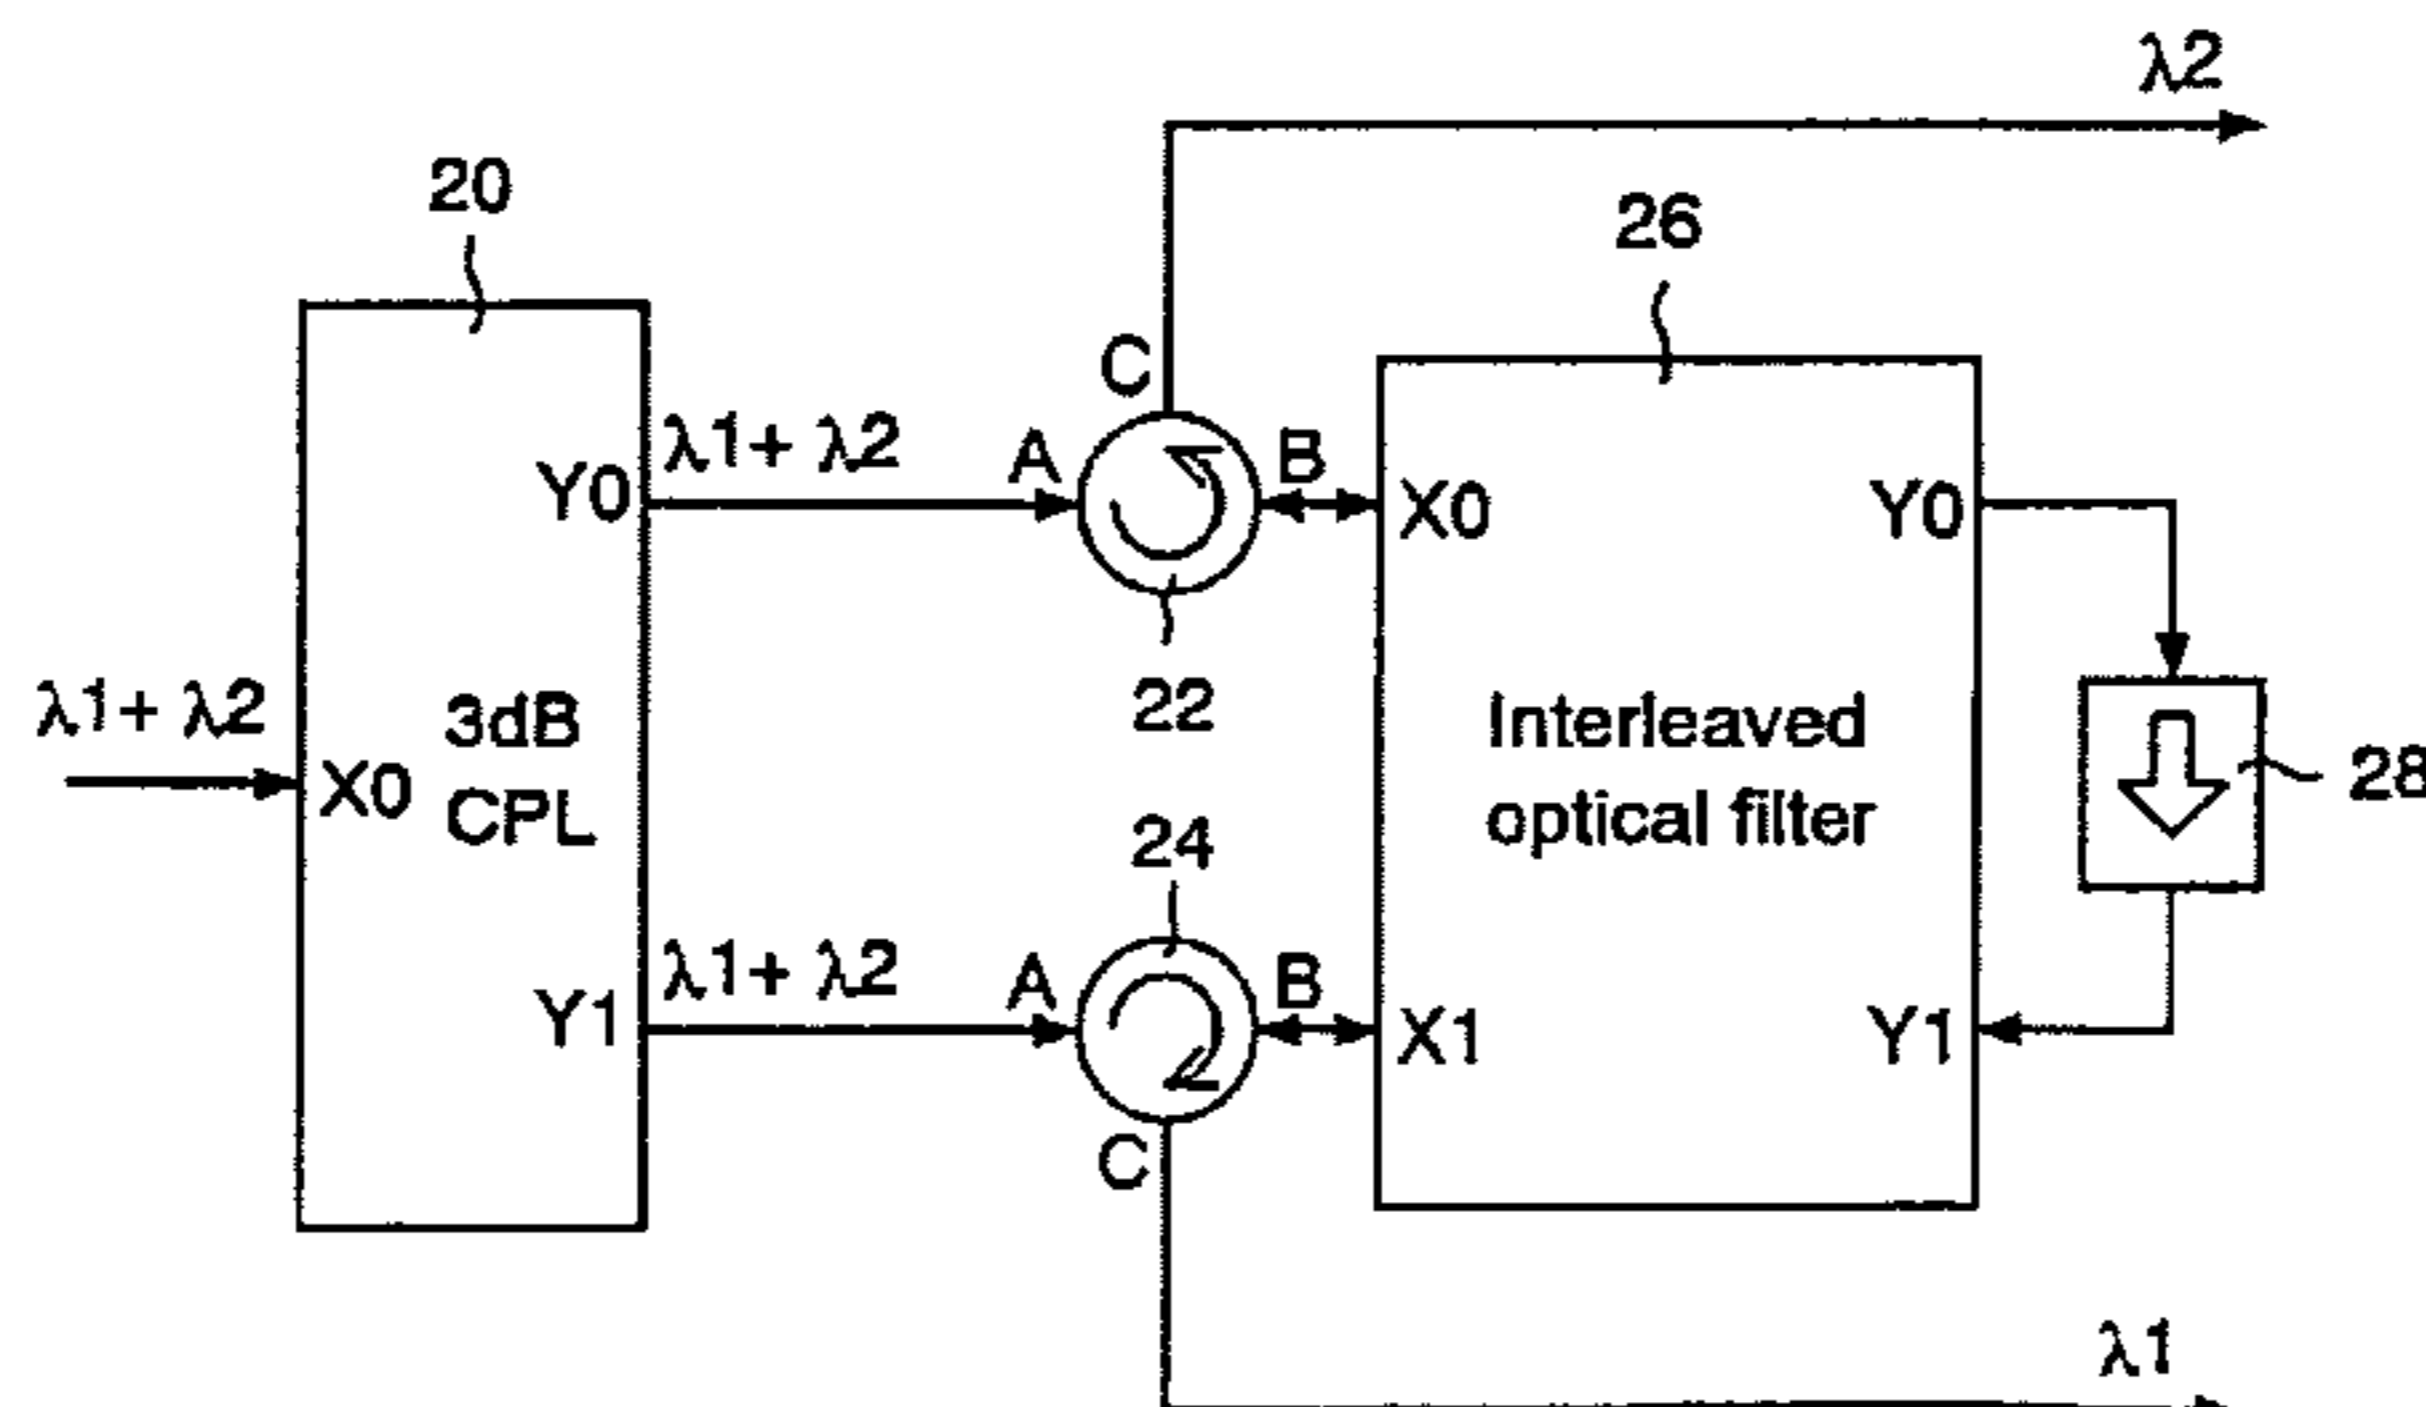 λ2
20
26
C
λ1+ λ2
A
B
Y0
X0
Y0
22
λ1+ λ2
3dB
CPL
X0
Interleaved
optical filter
28
24
λ1+ λ2
A
B
Y1
X1
Y1
C
λ1